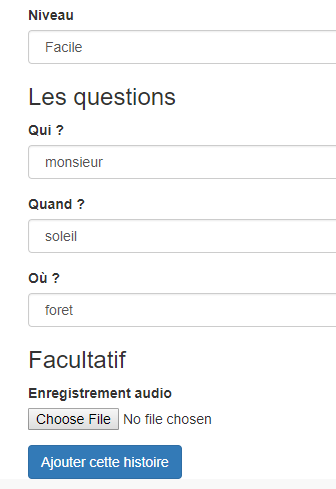 Niveau
Facile
Les questions
Qui ?
monsieur
Quand ?
soleil
Où ?
foret
Facultatif
Enregistrement audio
Choose File No file chosen
Ajouter cette histoire